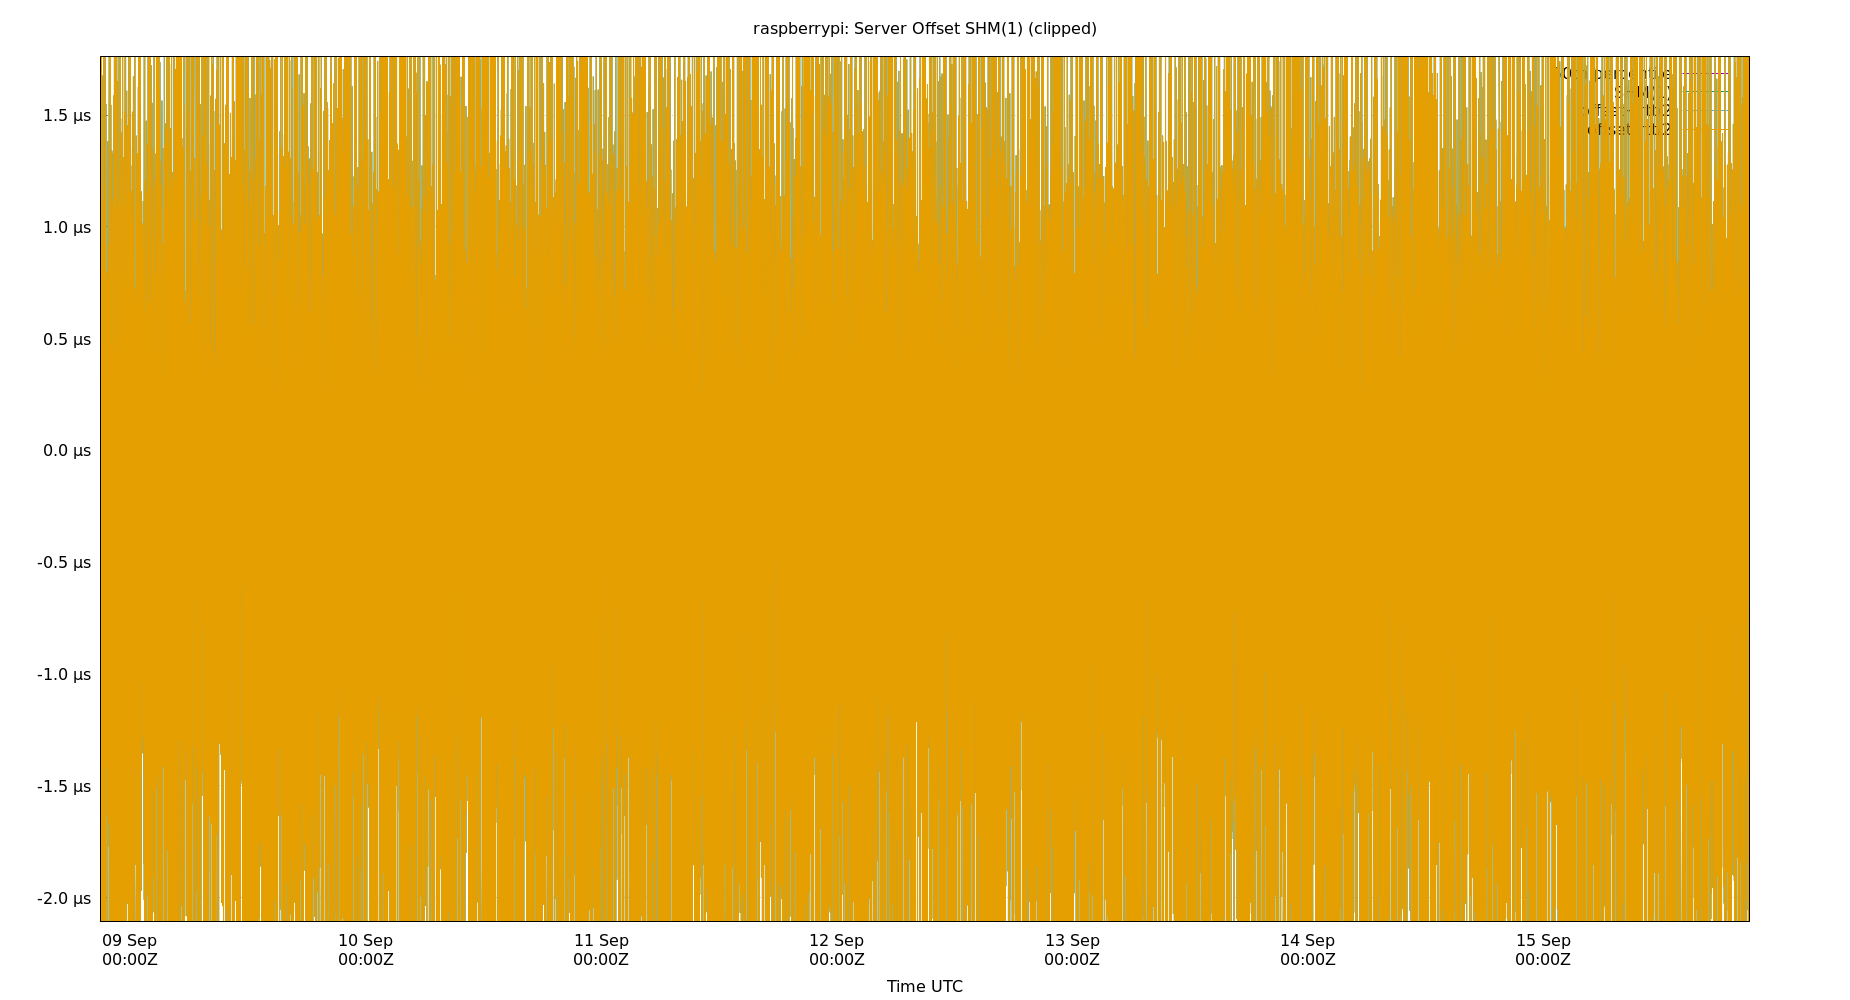 raspberrypi: Server Offset SHM(1) (clipped)
1.5 µs
1.0 µs
0.5 µs
0.0 µs
-0.5 µs
-1.0 µs
-1.5 µs
-2.0 µs
09 Sep 10 Sep 11 Sep 12 Sep 13 Sep 14 Sep 15 Sep
00:00Z 00:00Z 00:00Z 00:00Z 00:00Z 00:00Z 00:00Z
Time UTC